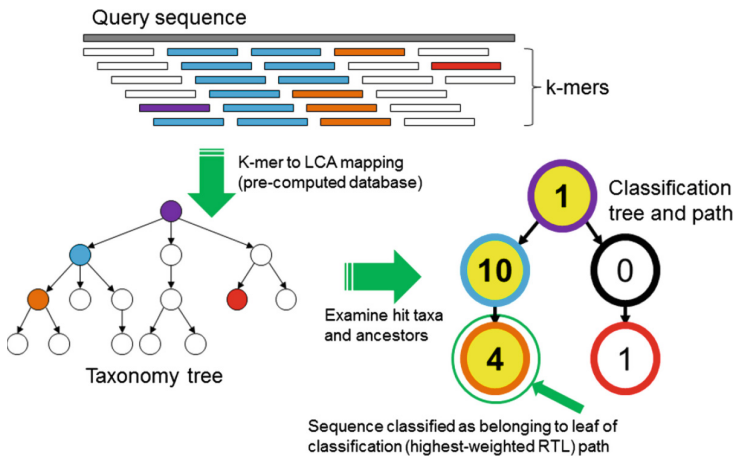 Query sequence
k-mers
K-mer to LCA mapping
(pre-computed database)
Classification
tree and path
1
10
0
4
1
Examine hit taxa
and ancestors
Taxonomy tree
Sequence classified as belonging to leaf of
classification (highest-weighted RTL) path